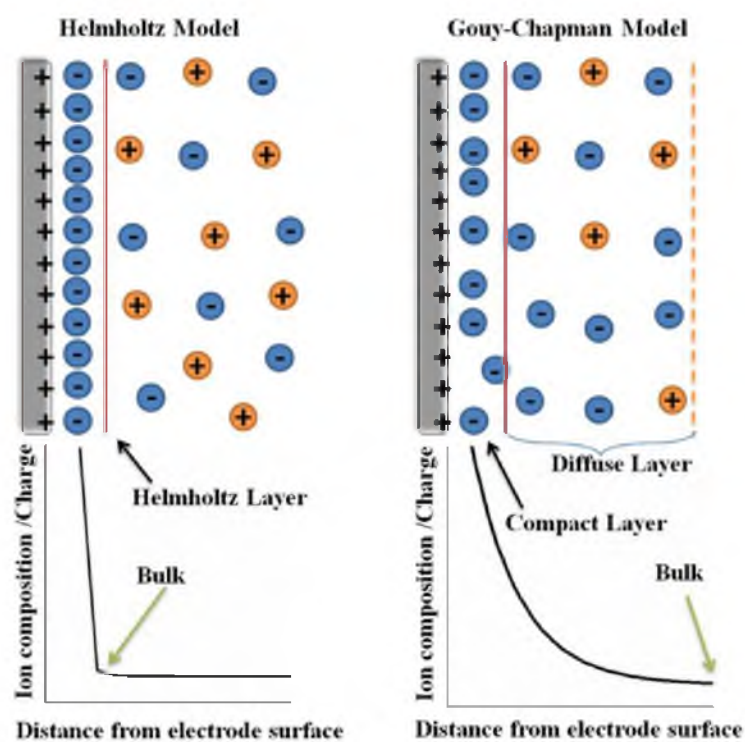 Helmholtz Model
Helmholtz Layer
Bulk
Ion composition /Charge
Distance from electrode surface
Gouy-Chapman Model
Diffuse Layer
Compact Layer
Bulk
Ion composition /Charge
Distance from electrode surface